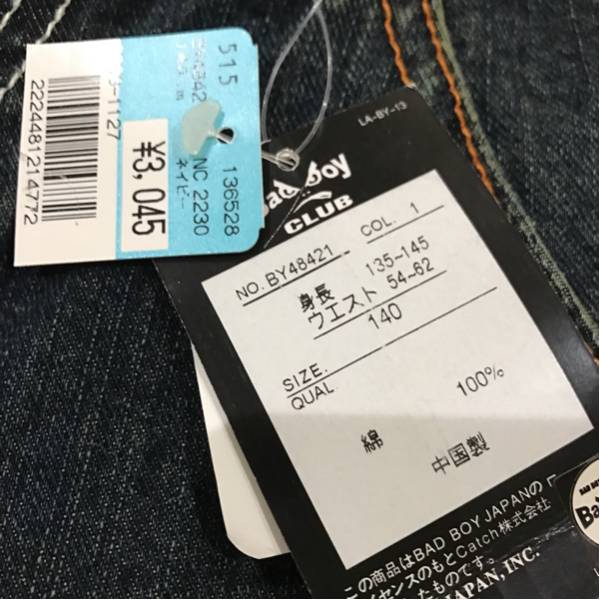 515
136528
NC 2230
ネイビー
-1127
¥3,045
2224481214772
LA-BY-13
Bad Boy
CLUB
NO. BY48421
COL. 1
身長 135~145
ウエスト 54~62
140
SIZE.
QUAL
100%
綿
中国製
この商品はBAD BOY JAPANの
イセンスのもとCatch株式会社
たものです。
JAPAN, INC.